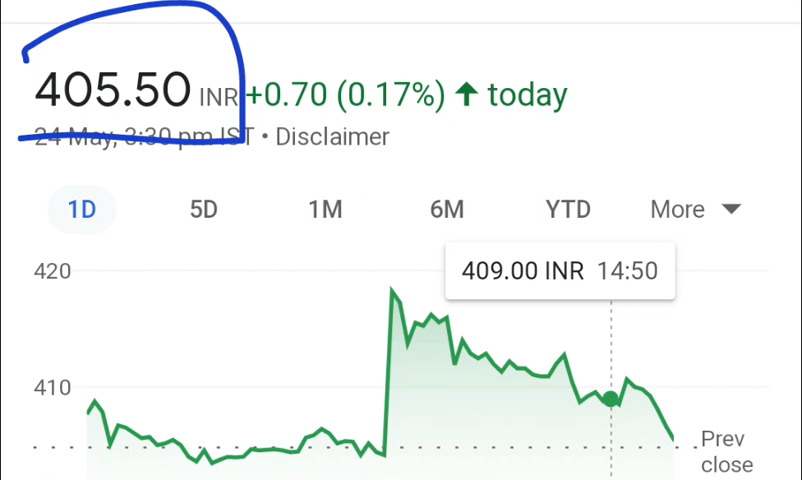 405.50 INR +0.70 (0.17%) ↑ today
24 May, 3:30 pm IST • Disclaimer
1D 5D 1M 6M YTD More
409.00 INR 14:50
420
410
Prev
close